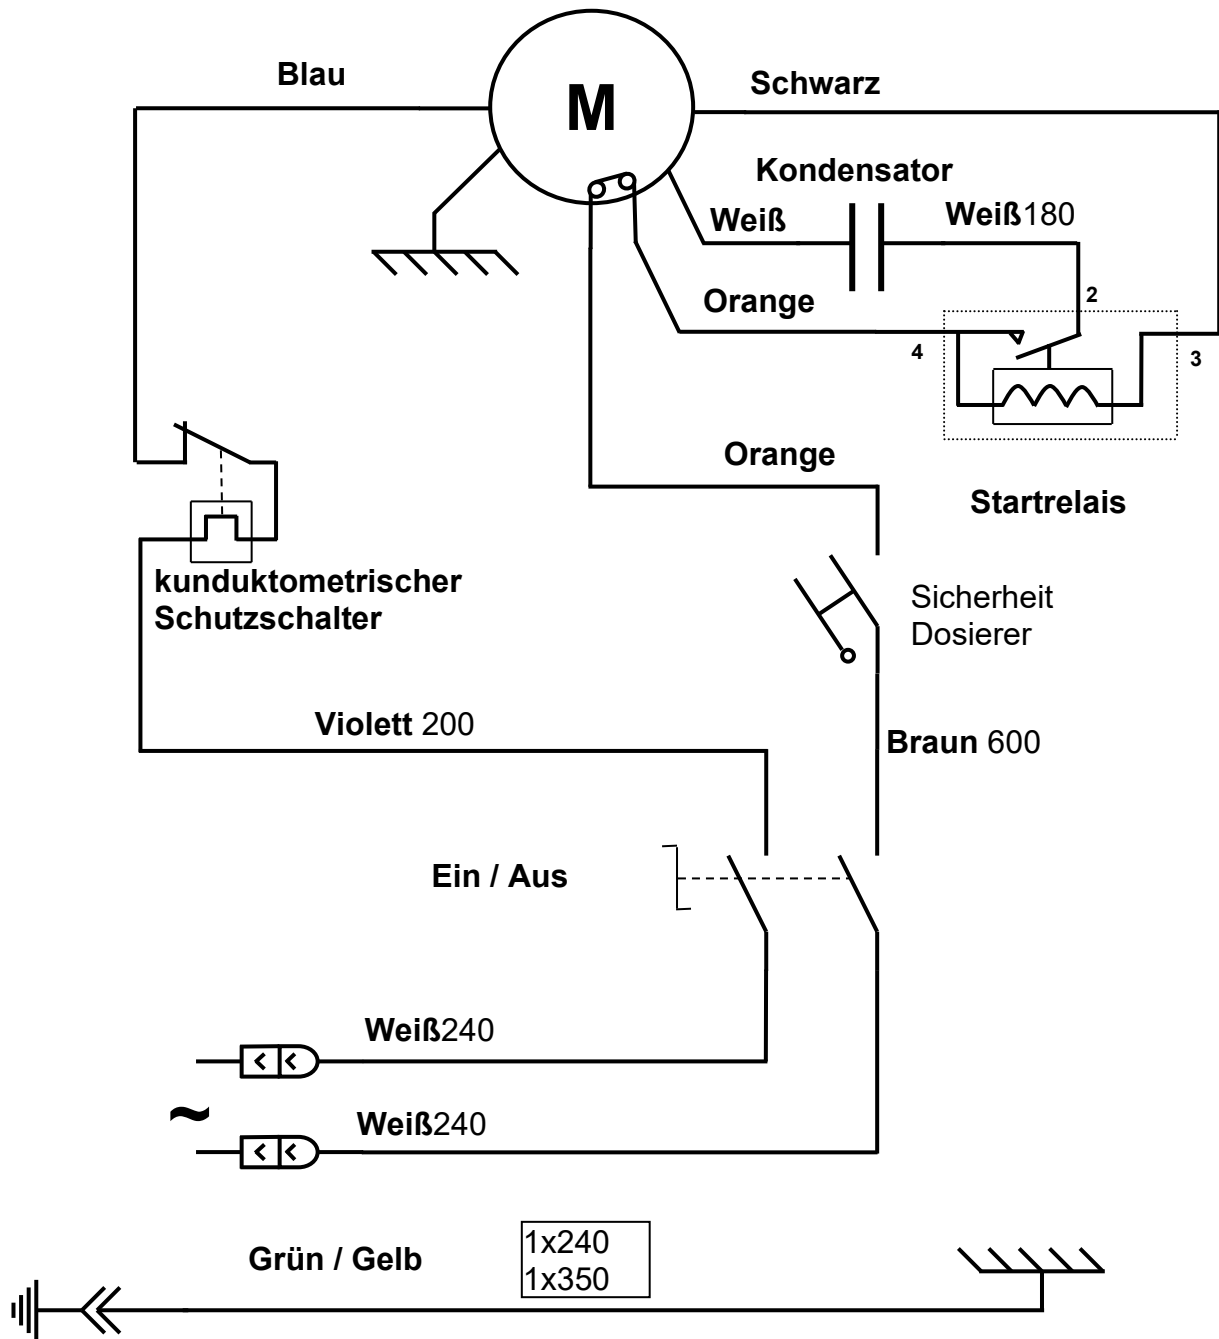 Blau
M
Schwarz
Kondensator
Weiß
Weiß180
Orange
2
4
3
Orange
Startrelais
kunduktometrischer
Schutzschalter
Sicherheit
Dosierer
Violett 200
Braun 600
Ein / Aus
Weiß240
~
Weiß240
Grün / Gelb
1x240
1x350